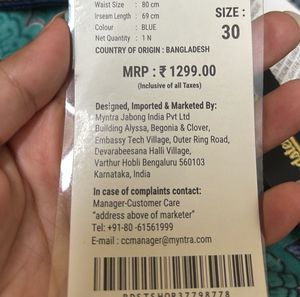 Waist Size : 80 cm
Inseam Length : 69 cm
Colour : BLUE
Net Quantity : 1 N
SIZE :
30
COUNTRY OF ORIGIN : BANGLADESH
MRP : ₹ 1299.00
(Inclusive of all Taxes)
Designed, Imported & Marketed By:
Myntra Jabong India Pvt Ltd
Building Alyssa, Begonia & Clover,
Embassy Tech Village, Outer Ring Road,
Devarabeesana Halli Village,
Varthur Hobli Bengaluru 560103
Karnataka, India
In case of complaints contact:
Manager-Customer Care
"address above of marketer"
Tel: +91-80 -61561999
E-mail : ccmanager@myntra.com